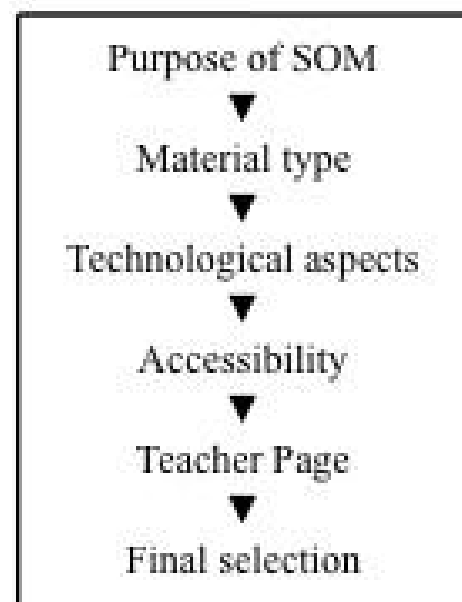 Purpose of SOM
Material type
Technological aspects
Accessibility
Teacher Page
Final selection